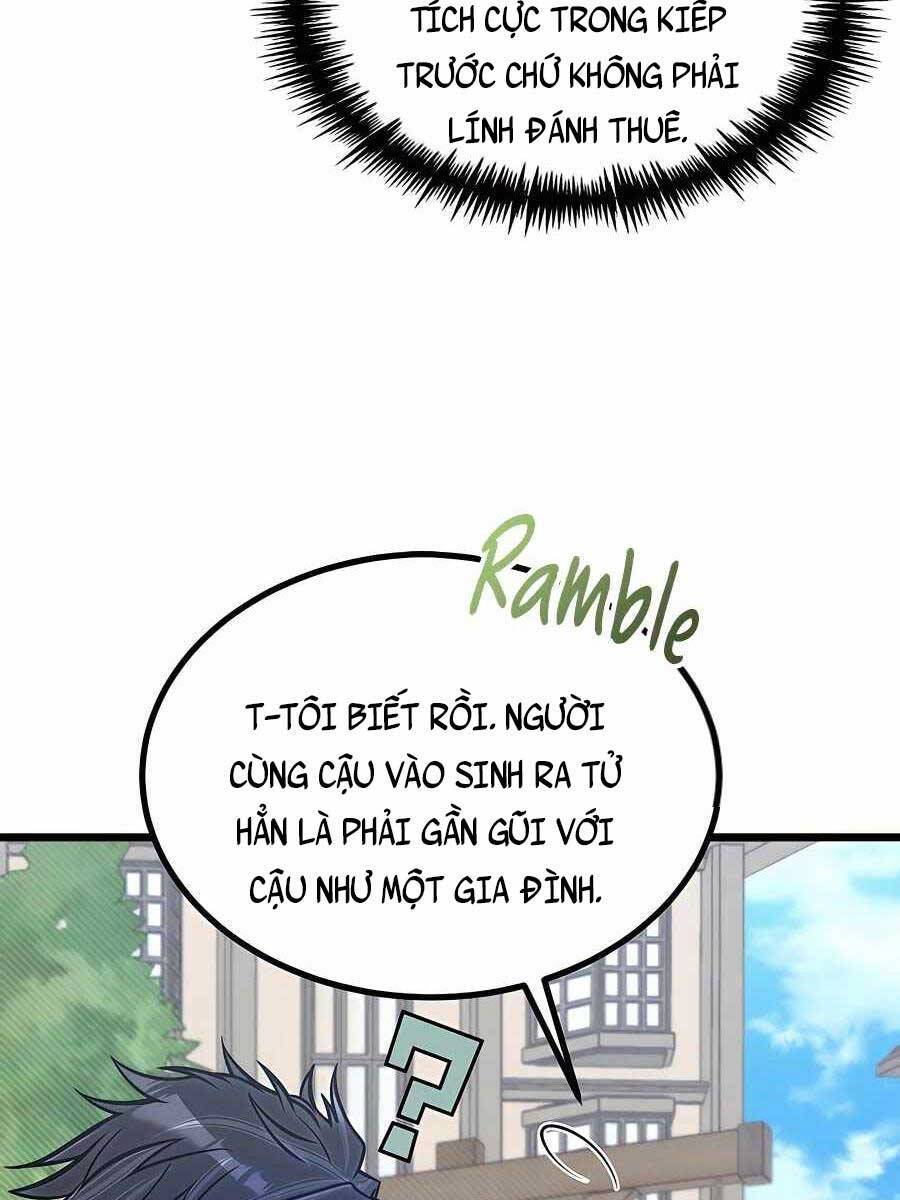 TÍCH CỰC TRONG KIẾP
TRƯỚC CHỨ KHÔNG PHẢI
LÍNH ĐÁNH THUÊ.
Ramble
T-TÔI BIẾT RỒI. NGƯỜI
CÙNG CẬU VÀO SINH RA TỬ
HẲN LÀ PHẢI GẦN GŨI VỚI
CẬU NHƯ MỘT GIA ĐÌNH.
?